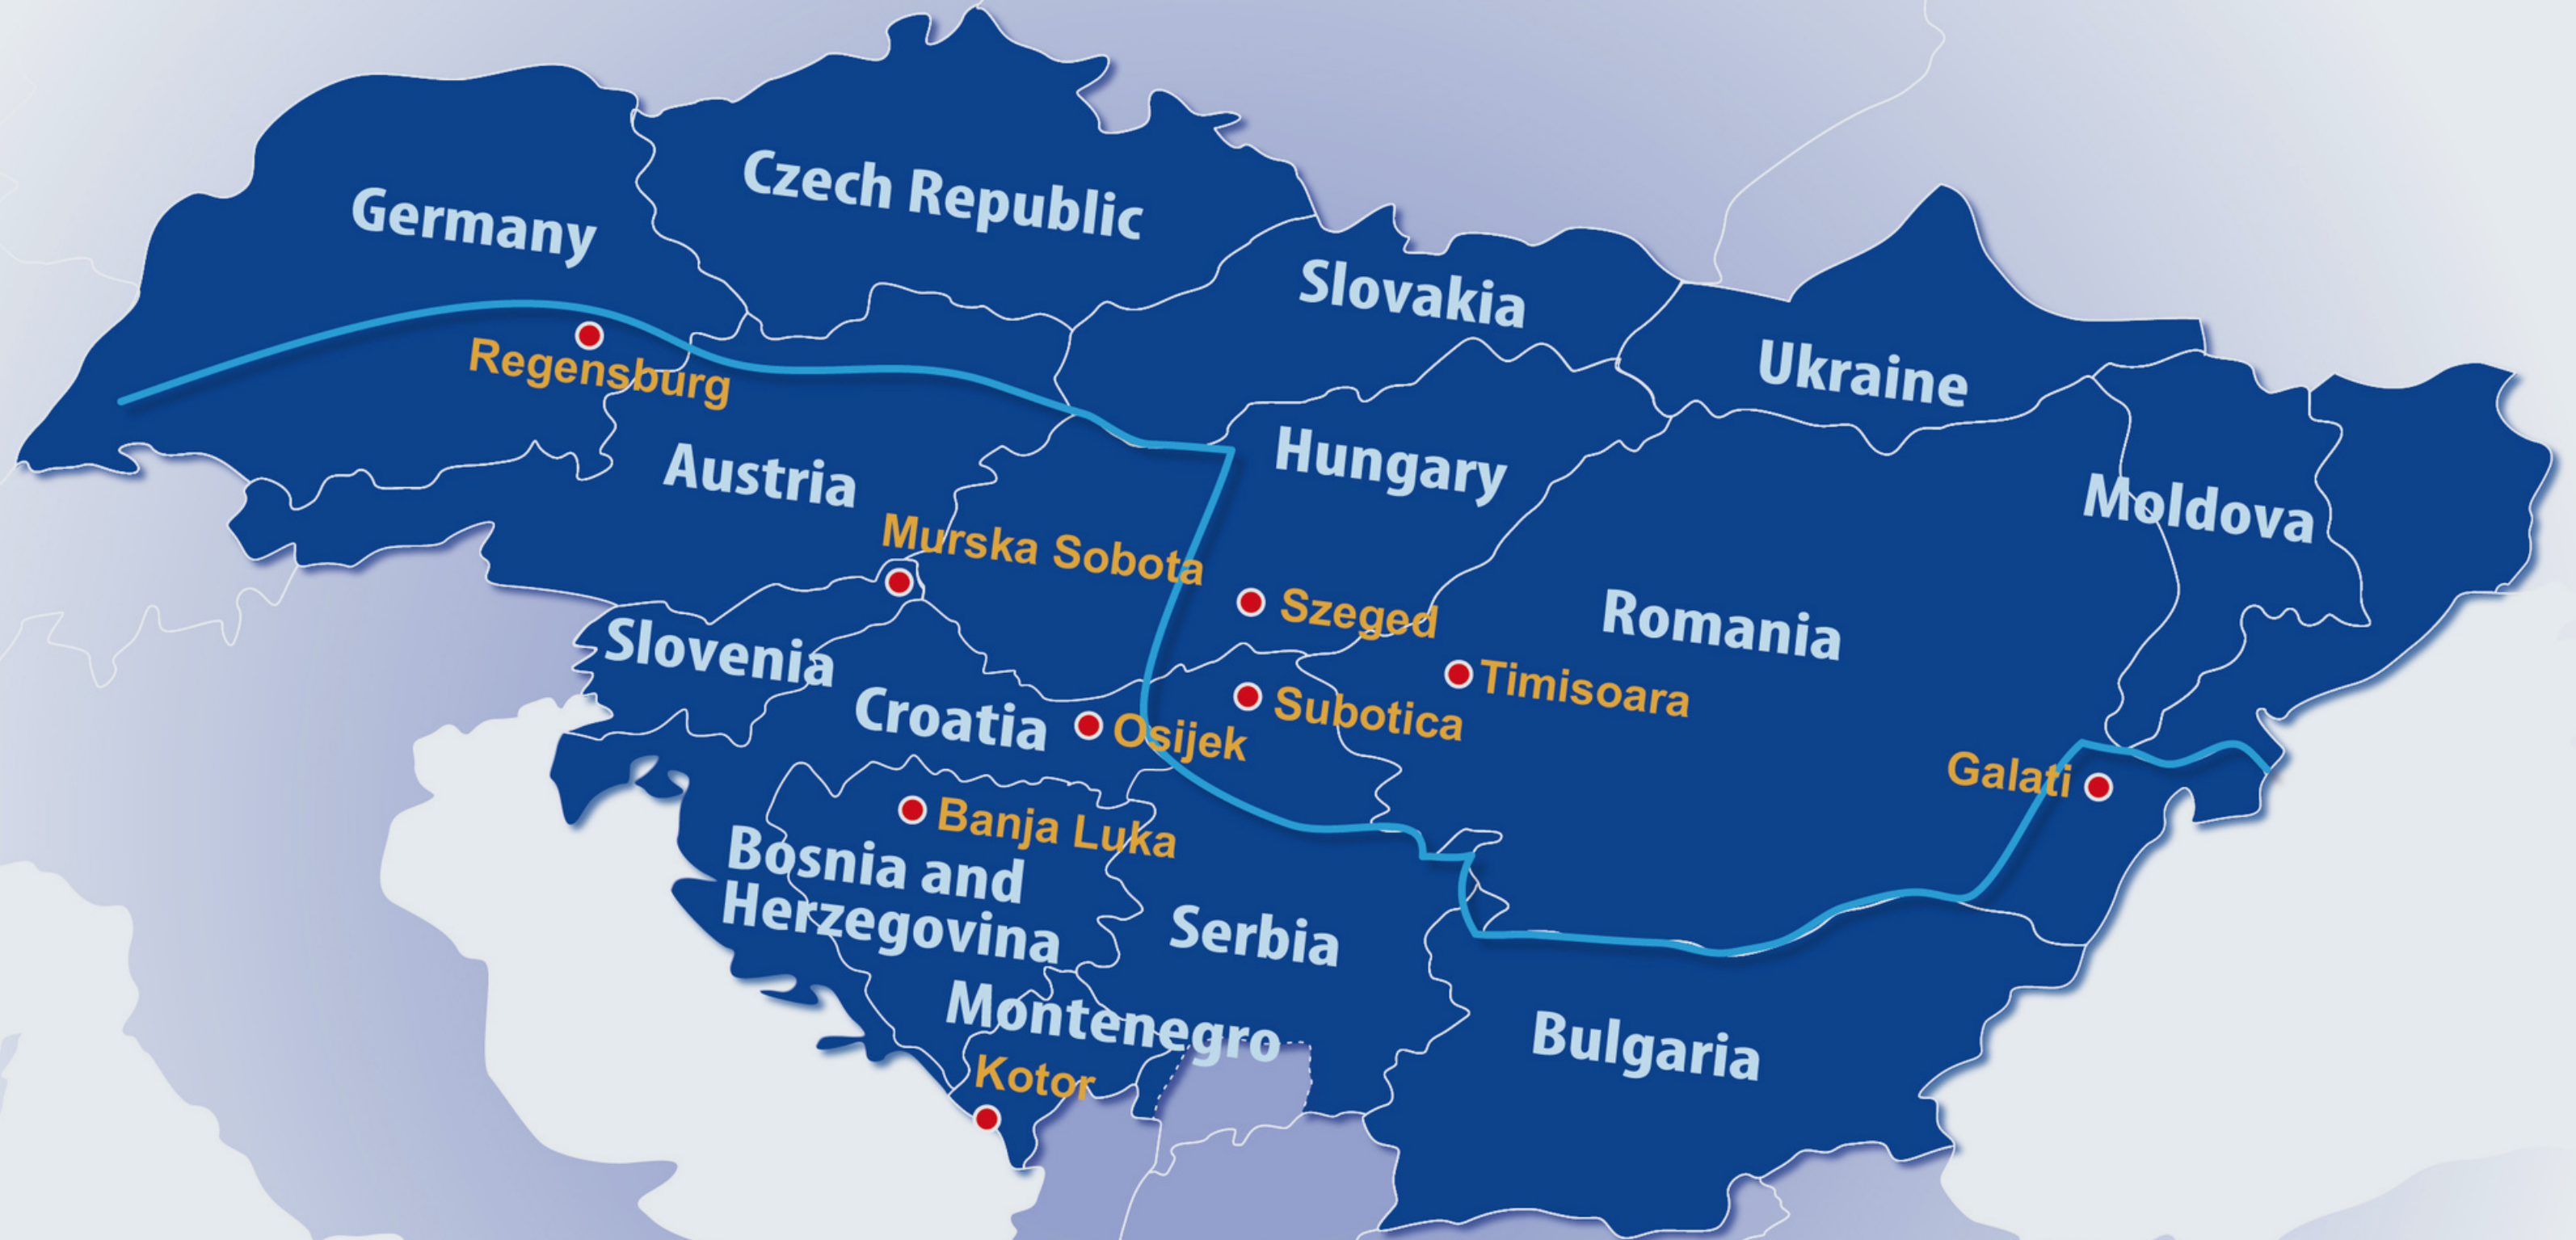 Czech Republic
Germany
Slovakia
Regensburg
Ukraine
Austria
Hungary
Moldova
Murska Sobota
Szeged
Romania
Slovenia
Timisoara
Croatia
Osijek
Subotica
Galati
Banja Luka
Bosnia and
Herzegovina
Serbia
Montenegro
Bulgaria
Kotor